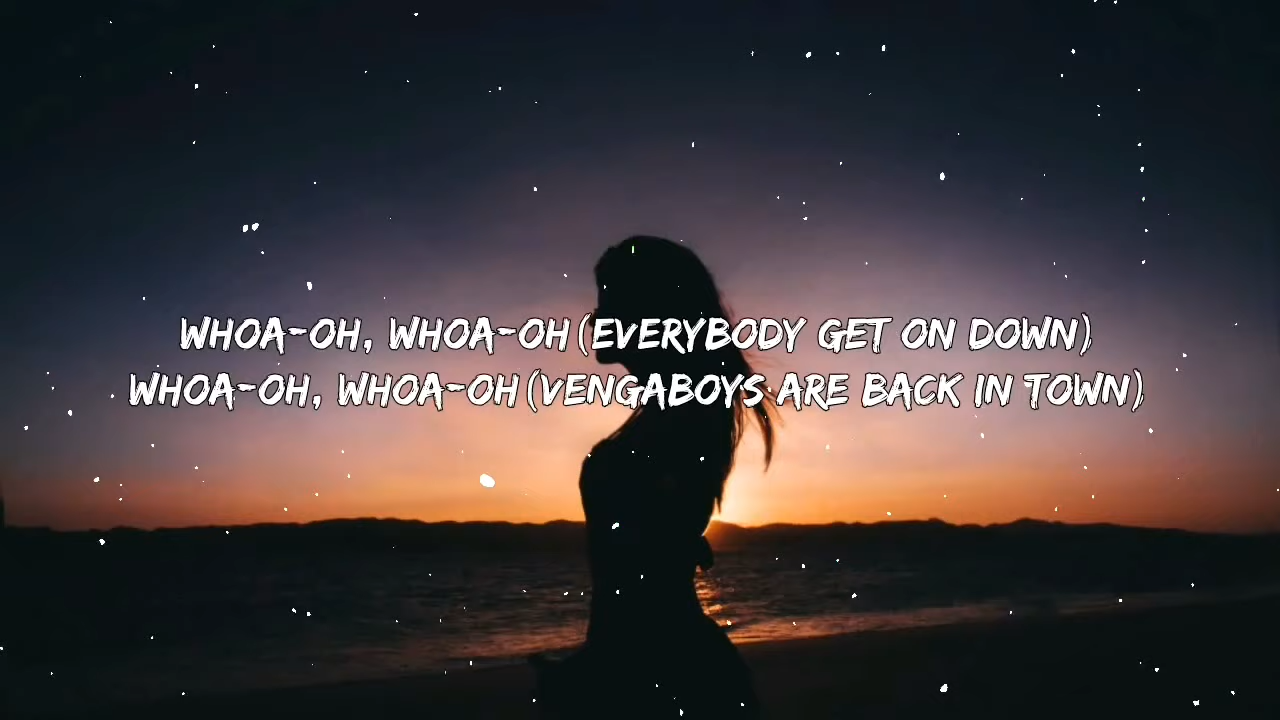 WHOA-OH, WHOA-OH (EVERYBODY GET ON DOWN)
WHOA-OH, WHOA-OH (VENGABOYS ARE BACK IN TOWN)